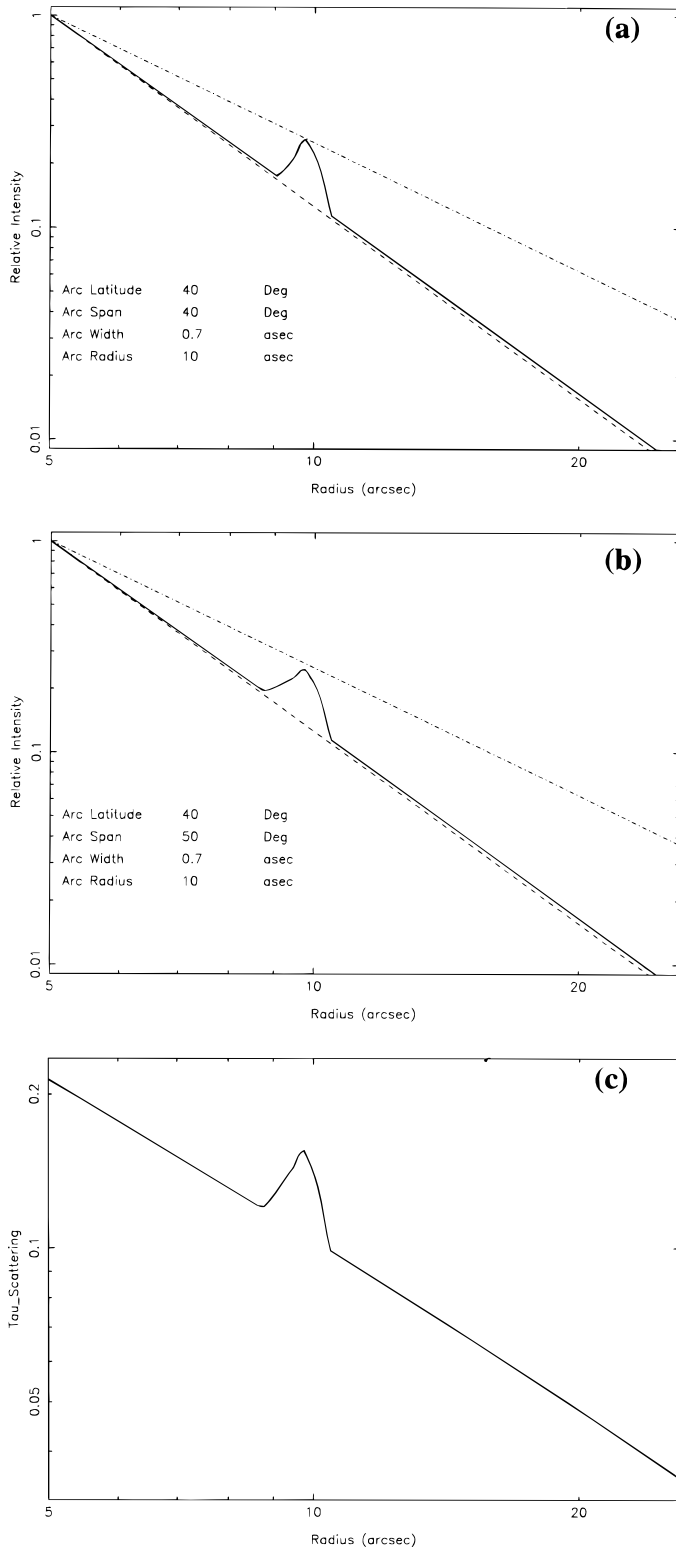 (a)
1
0.1
0.01
Relative Intensity
Arc Latitude 40 Deg
Arc Span 40 Deg
Arc Width 0.7 asec
Arc Radius 10 asec
5 10 20
Radius (arcsec)
(b)
1
0.1
0.01
Relative Intensity
Arc Latitude 40 Deg
Arc Span 50 Deg
Arc Width 0.7 asec
Arc Radius 10 asec
5 10 20
Radius (arcsec)
(c)
0.2
0.1
0.05
Tau_Scattering
5 10 20
Radius (arcsec)